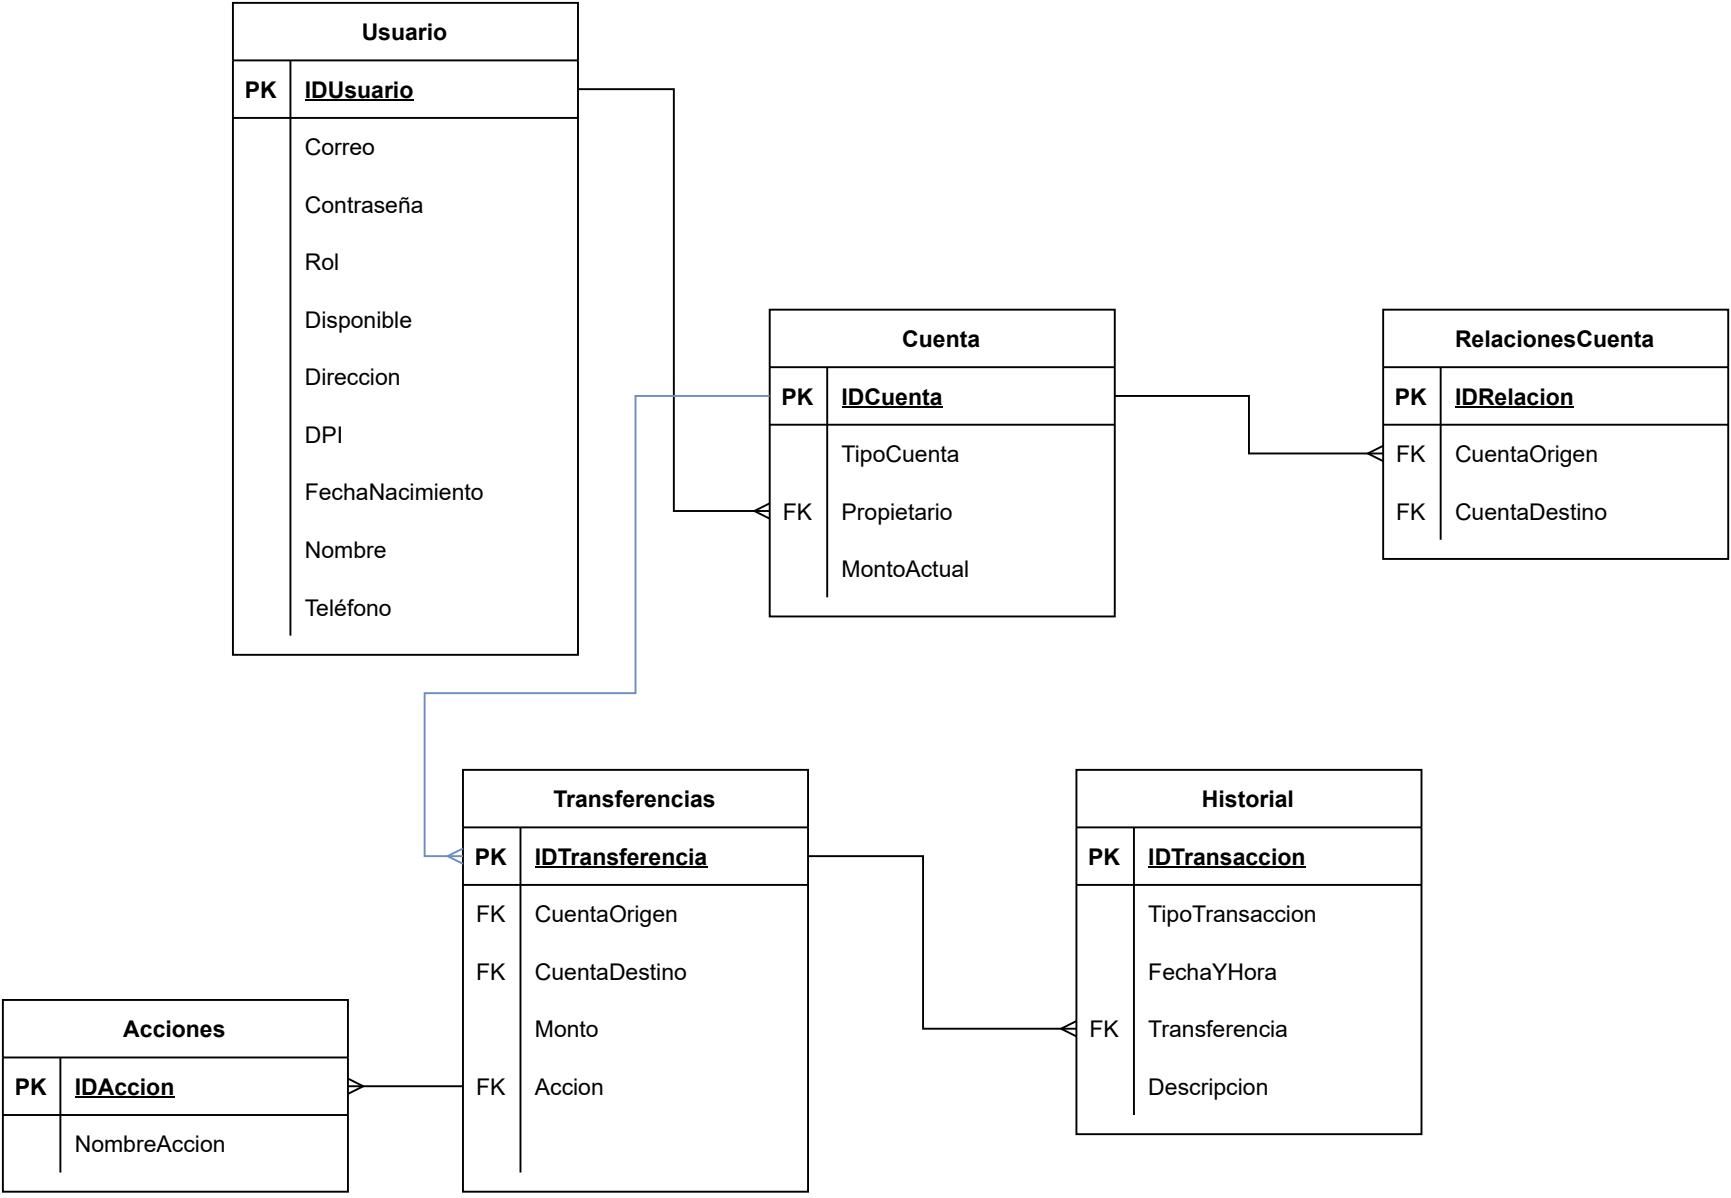 Usuario
PK IDUsuario
Correo
Contraseña
Rol
Disponible
Direccion
DPI
FechaNacimiento
Nombre
Teléfono
Cuenta
PK IDCuenta
TipoCuenta
FK Propietario
MontoActual
RelacionesCuenta
PK IDRelacion
FK CuentaOrigen
FK CuentaDestino
Transferencias
PK IDTransferencia
FK CuentaOrigen
FK CuentaDestino
Monto
FK Accion
Historial
PK IDTransaccion
TipoTransaccion
FechaYHora
FK Transferencia
Descripcion
Acciones
PK IDAccion
NombreAccion